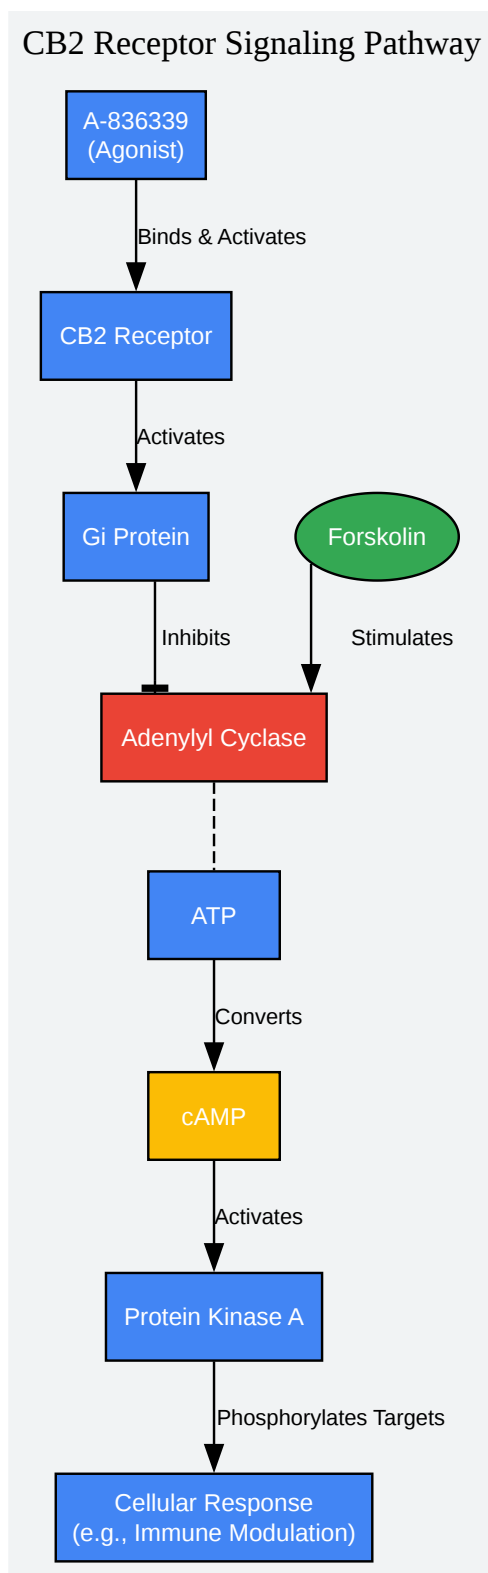 CB2 Receptor Signaling Pathway
A-836339
(Agonist)
Binds & Activates
CB2 Receptor
Activates
Gi Protein
Forskolin
Inhibits
Stimulates
Adenylyl Cyclase
ATP
Converts
cAMP
Activates
Protein Kinase A
Phosphorylates Targets
Cellular Response
(e.g., Immune Modulation)